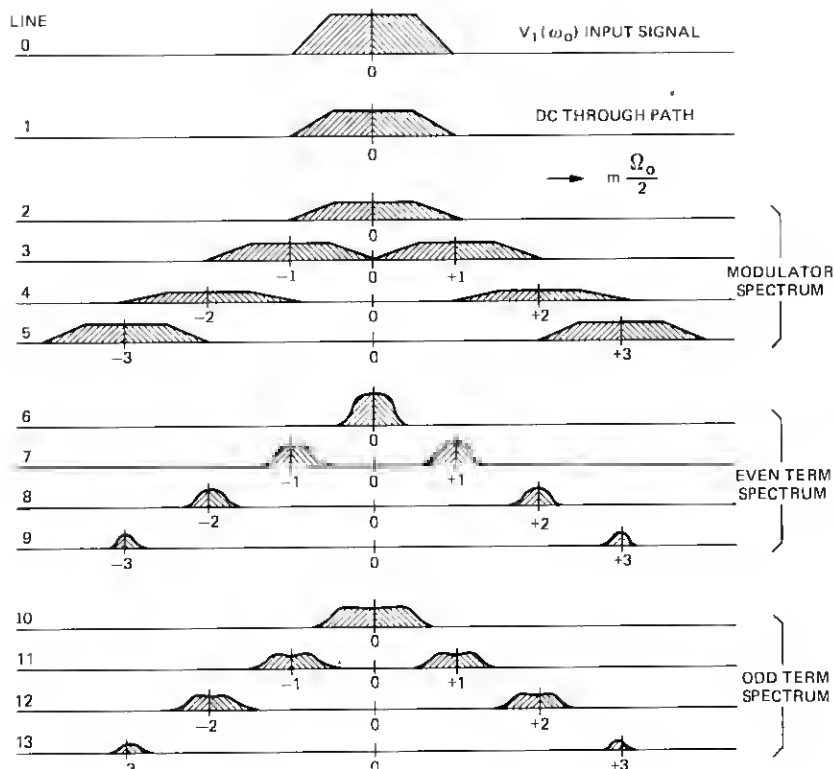 LINE
0
V₁(ω₀) INPUT SIGNAL
0
1
DC THROUGH PATH
0
→ m Ω₀/2
2
0
3
−1 0 +1
MODULATOR
SPECTRUM
4
−2 0 +2
5
−3 0 +3
6
0
7
−1 0 +1
EVEN TERM
SPECTRUM
8
−2 0 +2
9
−3 0 +3
10
0
11
−1 0 +1
ODD TERM
SPECTRUM
12
−2 0 +2
13
3 0 +3